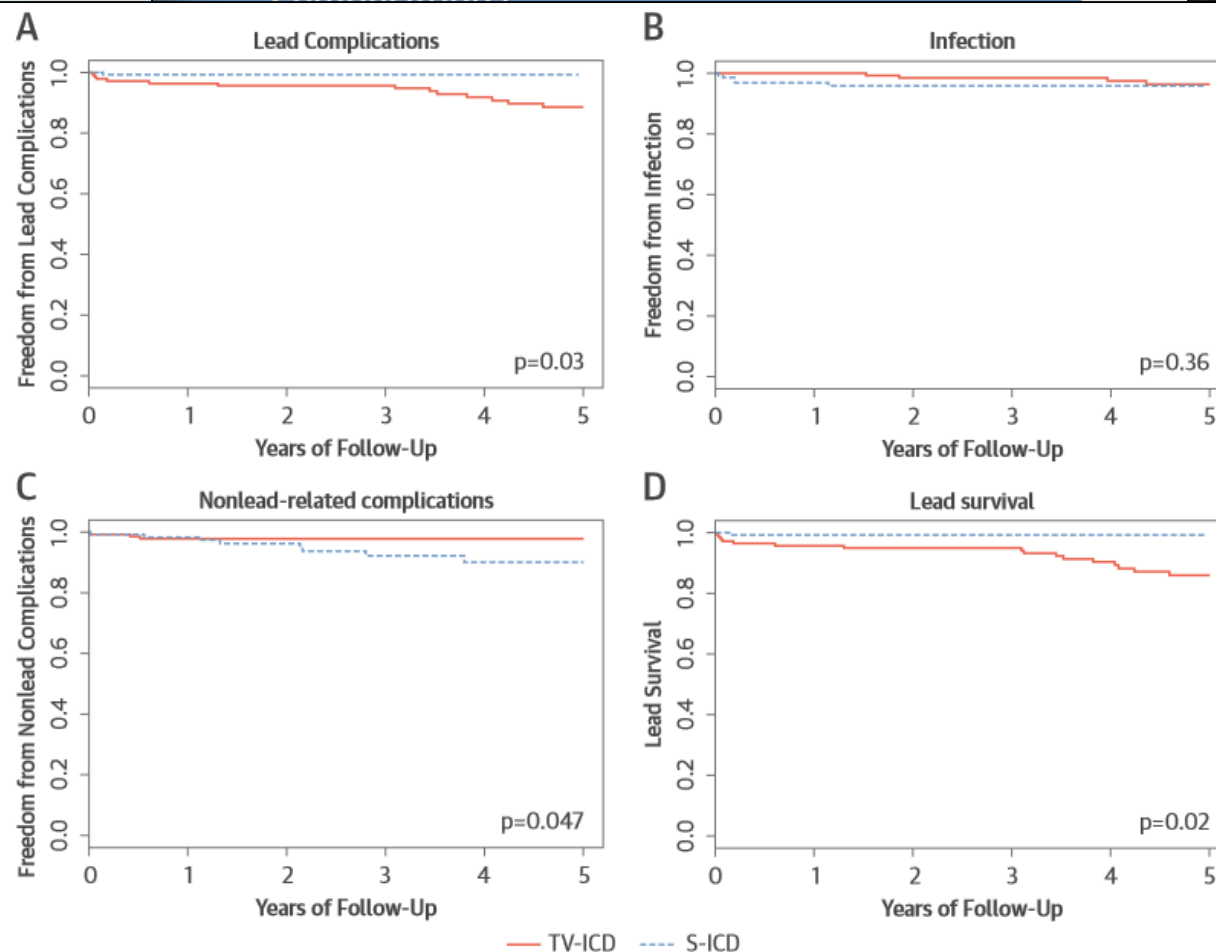 A
Lead Complications
Freedom from Lead Complications
1.0
0.8
0.6
0.4
0.2
0.0
p=0.03
0 1 2 3 4 5
Years of Follow-Up
B
Infection
Freedom from Infection
1.0
0.8
0.6
0.4
0.2
0.0
p=0.36
0 1 2 3 4 5
Years of Follow-Up
C
Nonlead-related complications
Freedom from Nonlead Complications
1.0
0.8
0.6
0.4
0.2
0.0
p=0.047
0 1 2 3 4 5
Years of Follow-Up
D
Lead survival
Lead Survival
1.0
0.8
0.6
0.4
0.2
0.0
p=0.02
0 1 2 3 4 5
Years of Follow-Up
TV-ICD S-ICD